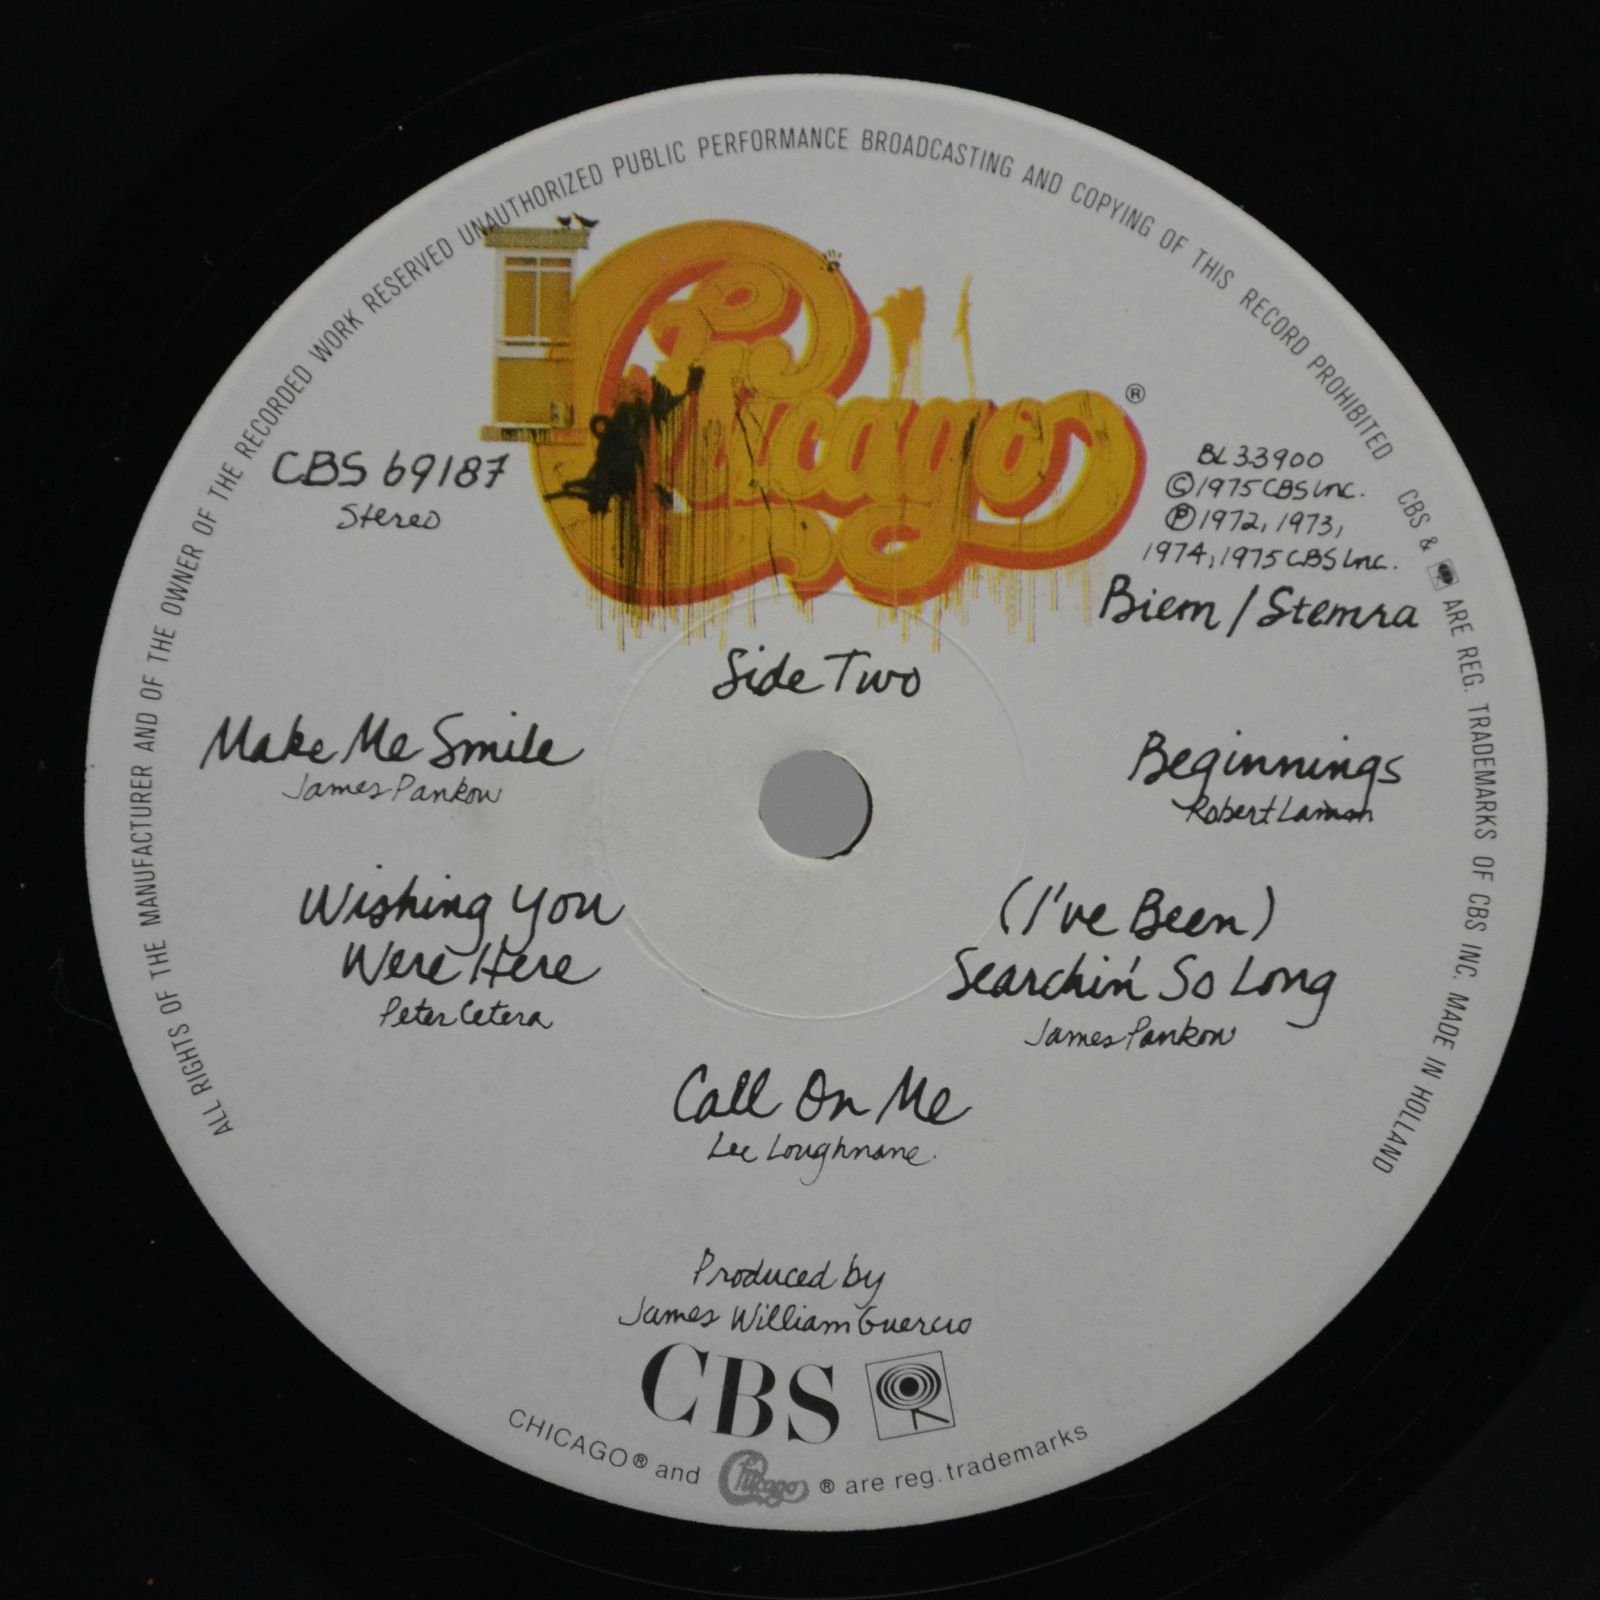 ALL RIGHTS OF THE MANUFACTURER AND OF THE OWNER OF THE RECORDED WORK RESERVED UNAUTHORIZED PUBLIC PERFORMANCE BROADCASTING AND COPYING OF THIS RECORD PROHIBITED
CBS & ARE REG. TRADEMARKS OF CBS INC. MADE IN HOLLAND
Chicago ®
CBS 69187
Stereo
BL 33900
© 1975 CBS Inc.
℗ 1972, 1973,
1974, 1975 CBS Inc.
Biem / Stemra
Side Two
Make Me Smile
James Pankow
Beginnings
Robert Lamm
Wishing You
Were Here
Peter Cetera
(I've Been)
Searchin' So Long
James Pankow
Call On Me
Lee Loughnane.
Produced by
James William Guercio
CBS
CHICAGO® and Chicago ® are reg. trademarks